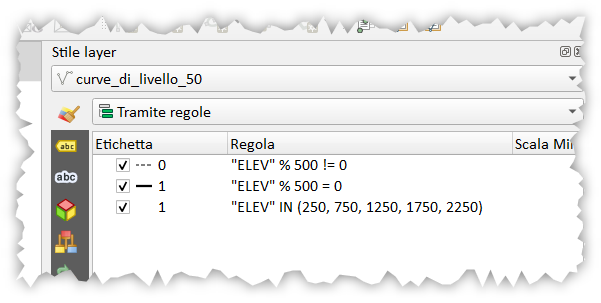 Stile layer
curve_di_livello_50
Tramite regole
Etichetta Regola Scala Mi
0 "ELEV" % 500 != 0
1 "ELEV" % 500 = 0
1 "ELEV" IN (250, 750, 1250, 1750, 2250)
abc
abc